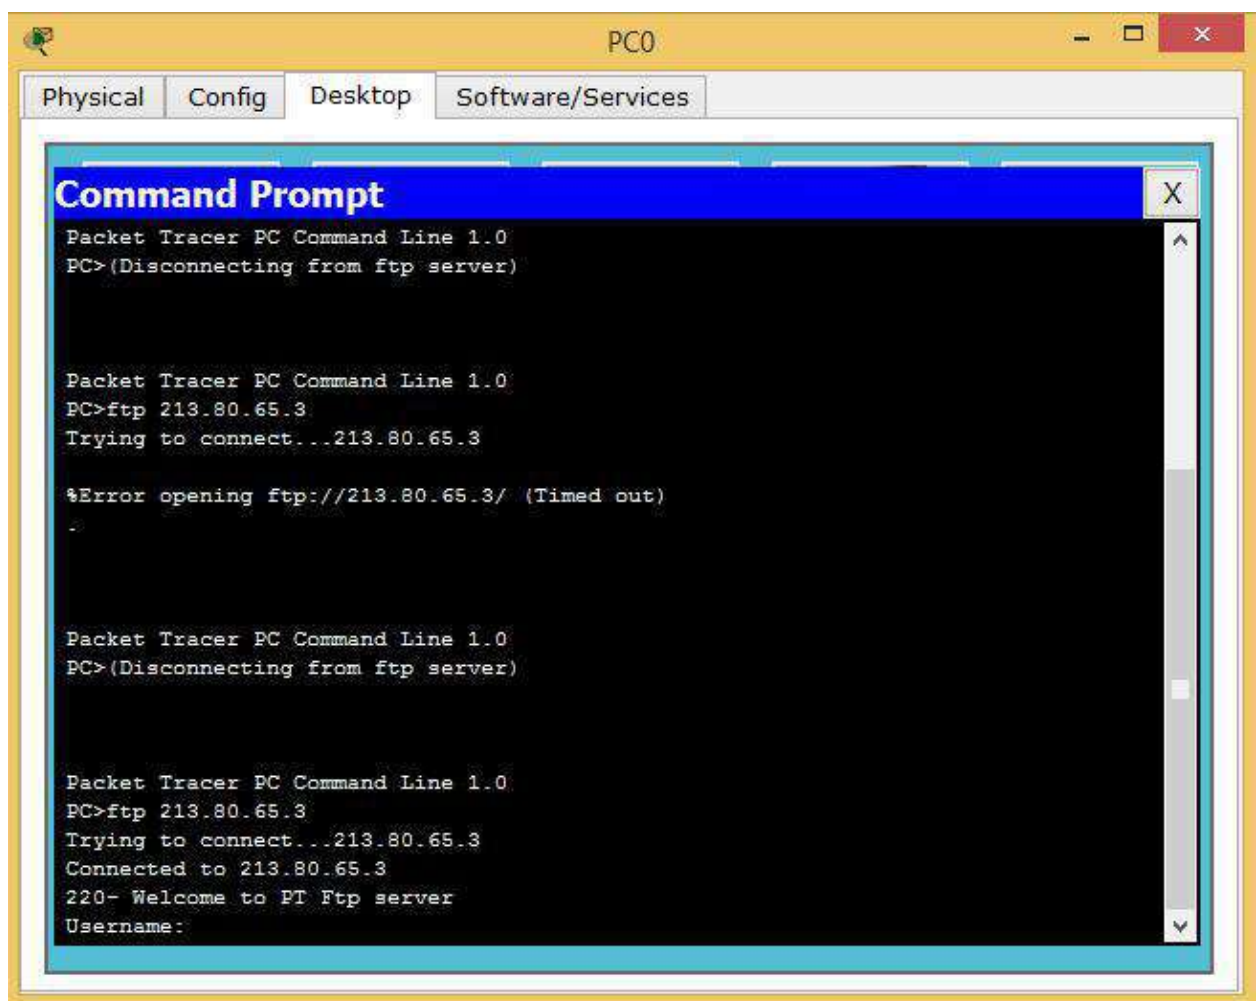 PC0
Physical Config Desktop Software/Services
Command Prompt X
Packet Tracer PC Command Line 1.0
PC>(Disconnecting from ftp server)
Packet Tracer PC Command Line 1.0
PC>ftp 213.80.65.3
Trying to connect...213.80.65.3
%Error opening ftp://213.80.65.3/ (Timed out)
.
Packet Tracer PC Command Line 1.0
PC>(Disconnecting from ftp server)
Packet Tracer PC Command Line 1.0
PC>ftp 213.80.65.3
Trying to connect...213.80.65.3
Connected to 213.80.65.3
220- Welcome to PT Ftp server
Username: